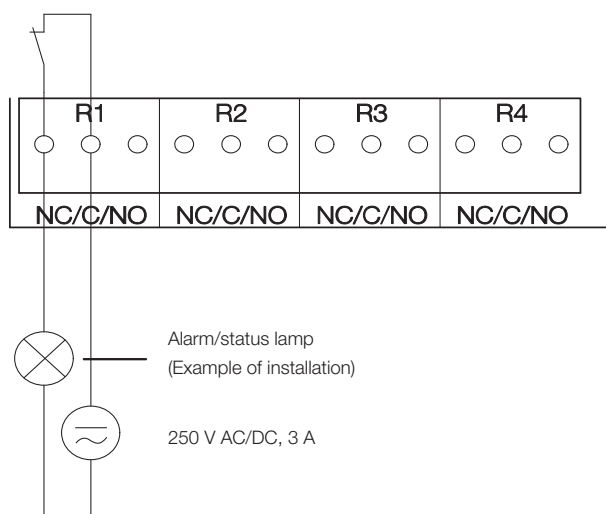 R1 R2 R3 R4
NC/C/NO NC/C/NO NC/C/NO NC/C/NO
Alarm/status lamp
(Example of installation)
250 V AC/DC, 3 A